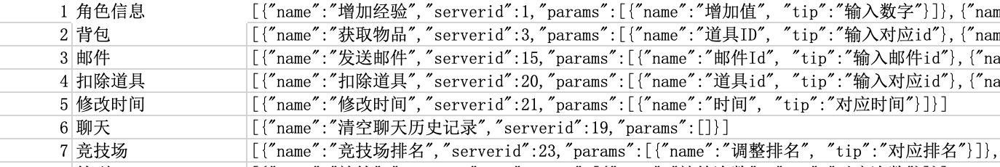 1 角色信息 [{"name":"增加经验","serverid":1,"params":[{"name":"增加值", "tip":"输入数字"}]},{"nam
2 背包 [{"name":"获取物品","serverid":3,"params":[{"name":"道具ID", "tip":"输入对应id"},{"nam
3 邮件 [{"name":"发送邮件","serverid":15,"params":[{"name":"邮件Id", "tip":"输入邮件id"},{"na
4 扣除道具 [{"name":"扣除道具","serverid":20,"params":[{"name":"道具id", "tip":"输入对应id"},{"na
5 修改时间 [{"name":"修改时间","serverid":21,"params":[{"name":"时间", "tip":"对应时间"}]}]
6 聊天 [{"name":"清空聊天历史记录","serverid":19,"params":[]}]
7 竞技场 [{"name":"竞技场排名","serverid":23,"params":[{"name":"调整排名", "tip":"对应排名"}]},